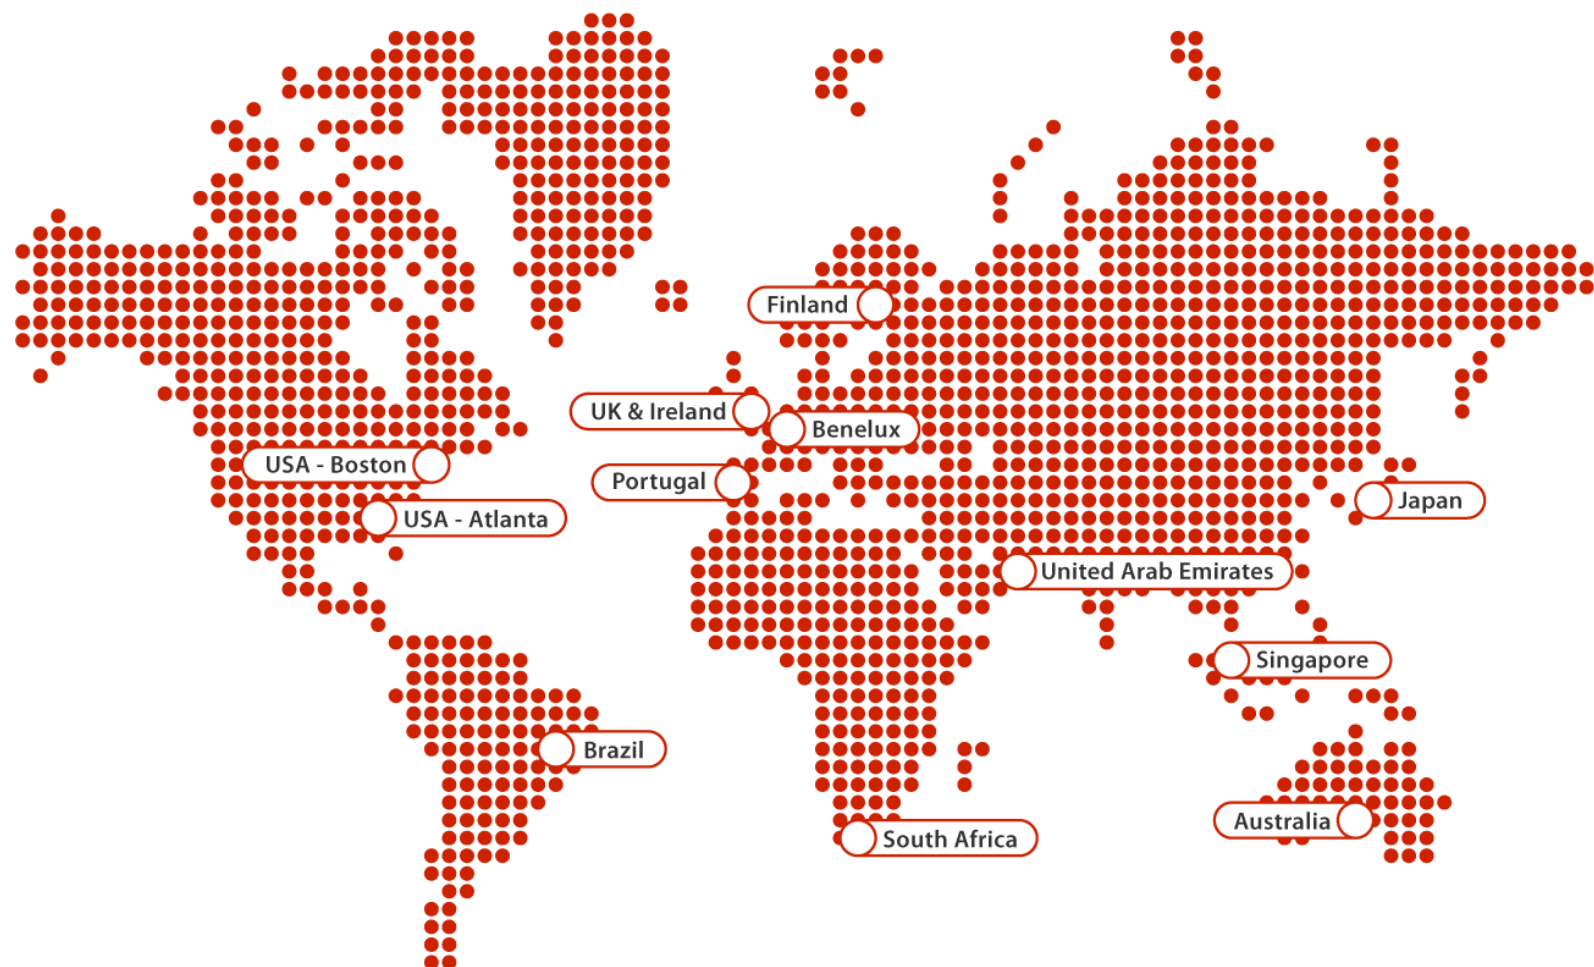 Finland
UK & Ireland
Benelux
USA - Boston
Portugal
Japan
USA - Atlanta
United Arab Emirates
Singapore
Brazil
Australia
South Africa